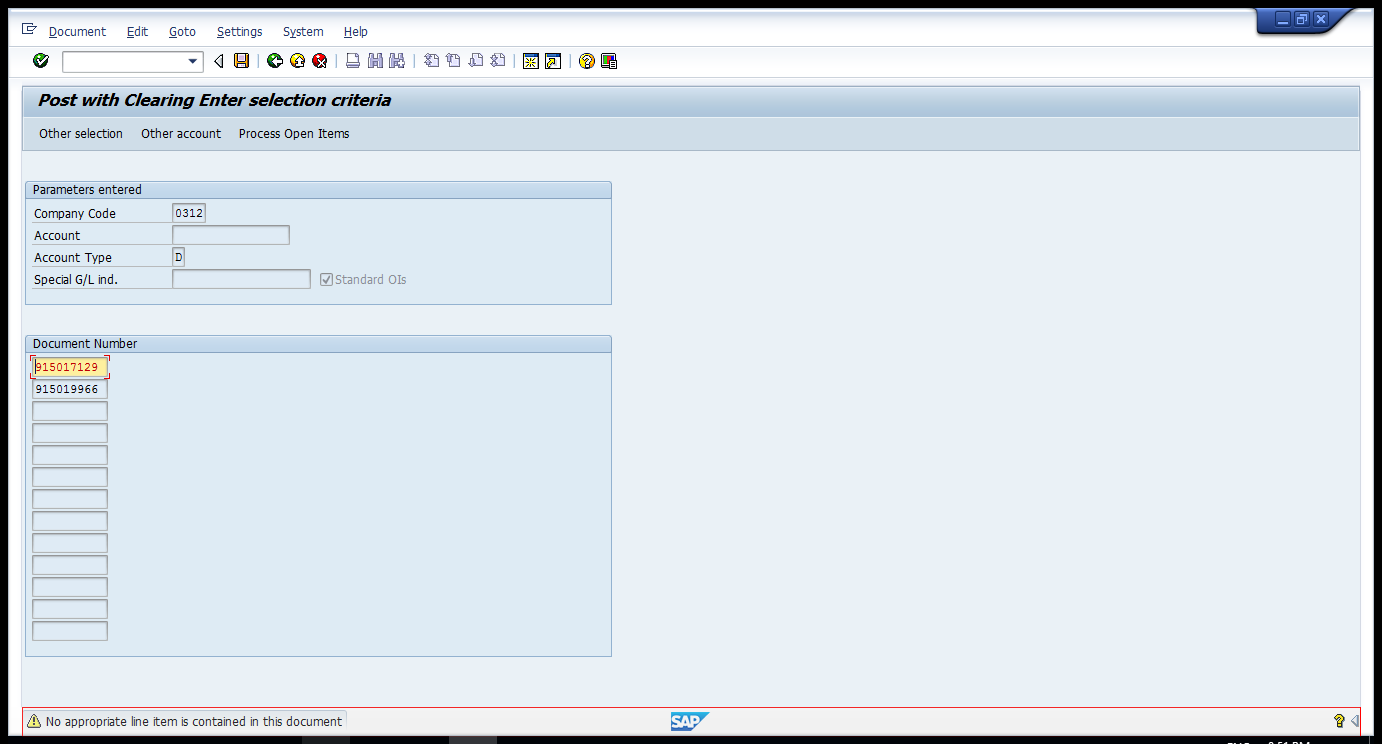 Document Edit Goto Settings System Help
Post with Clearing Enter selection criteria
Other selection Other account Process Open Items
Parameters entered
Company Code 0312
Account
Account Type D
Special G/L ind. Standard OIs
Document Number
915017129
915019966
No appropriate line item is contained in this document SAP